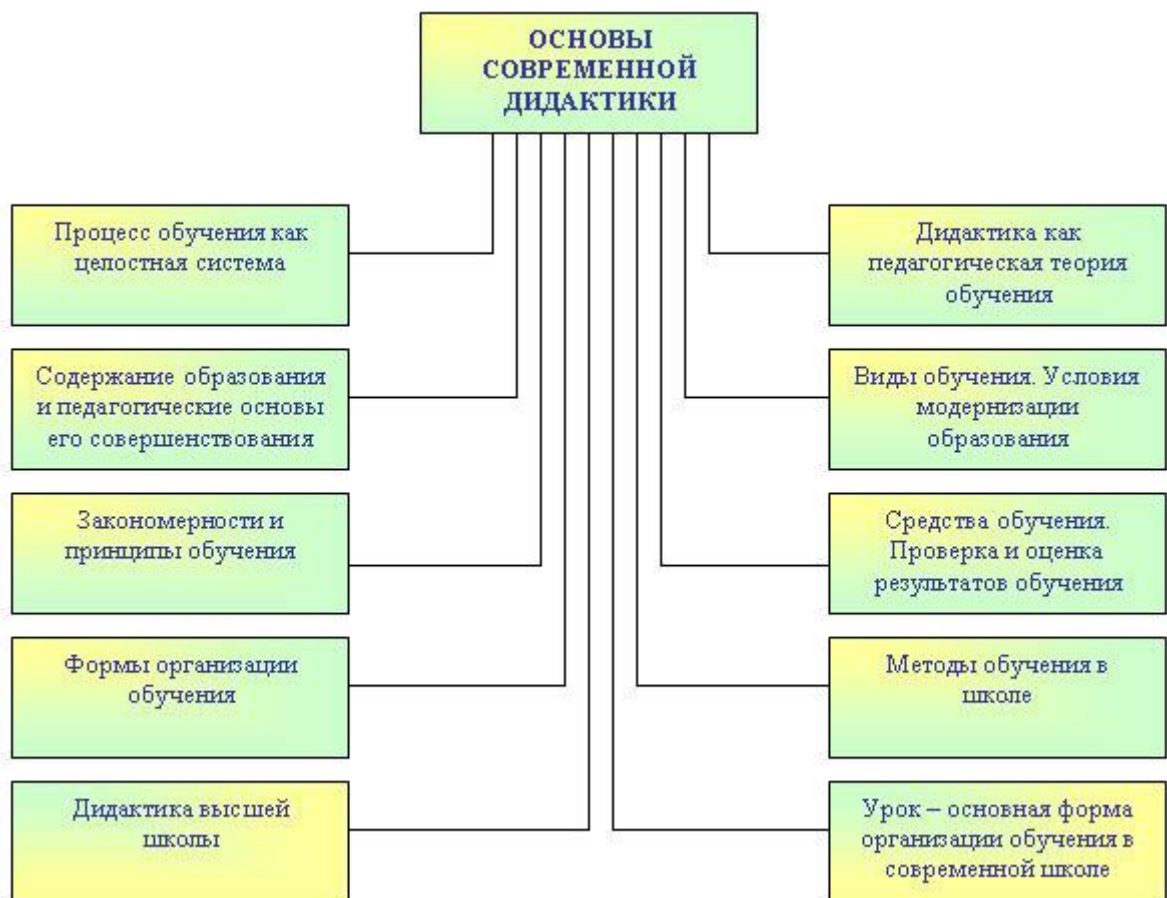 ОСНОВЫ
СОВРЕМЕННОЙ
ДИДАКТИКИ
Процесс обучения как
целостная система
Дидактика как
педагогическая теория
обучения
Содержание образования
и педагогические основы
его совершенствования
Виды обучения. Условия
модернизации
образования
Закономерности и
принципы обучения
Средства обучения.
Проверка и оценка
результатов обучения
Формы организации
обучения
Методы обучения в
школе
Дидактика высшей
школы
Урок – основная форма
организации обучения в
современной школе